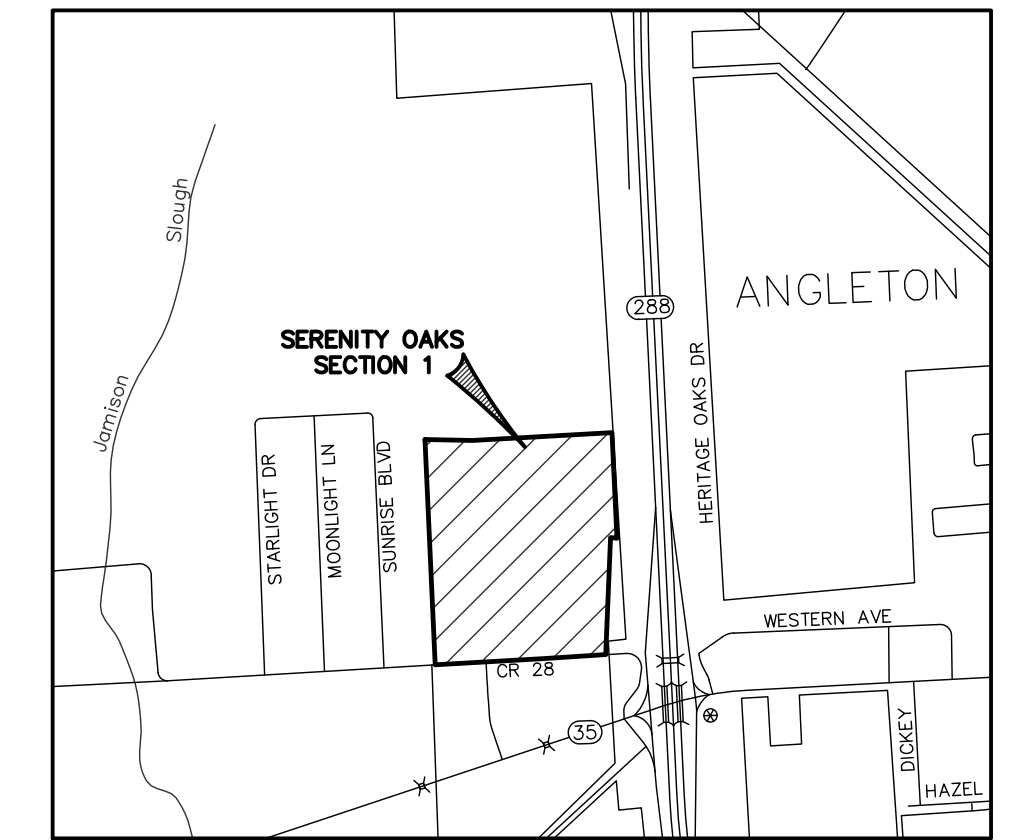 Slough
Jamison
ANGLETON
288
HERITAGE OAKS DR
SERENITY OAKS
SECTION 1
STARLIGHT DR
MOONLIGHT LN
SUNRISE BLVD
WESTERN AVE
CR 28
35
DICKEY
HAZEL